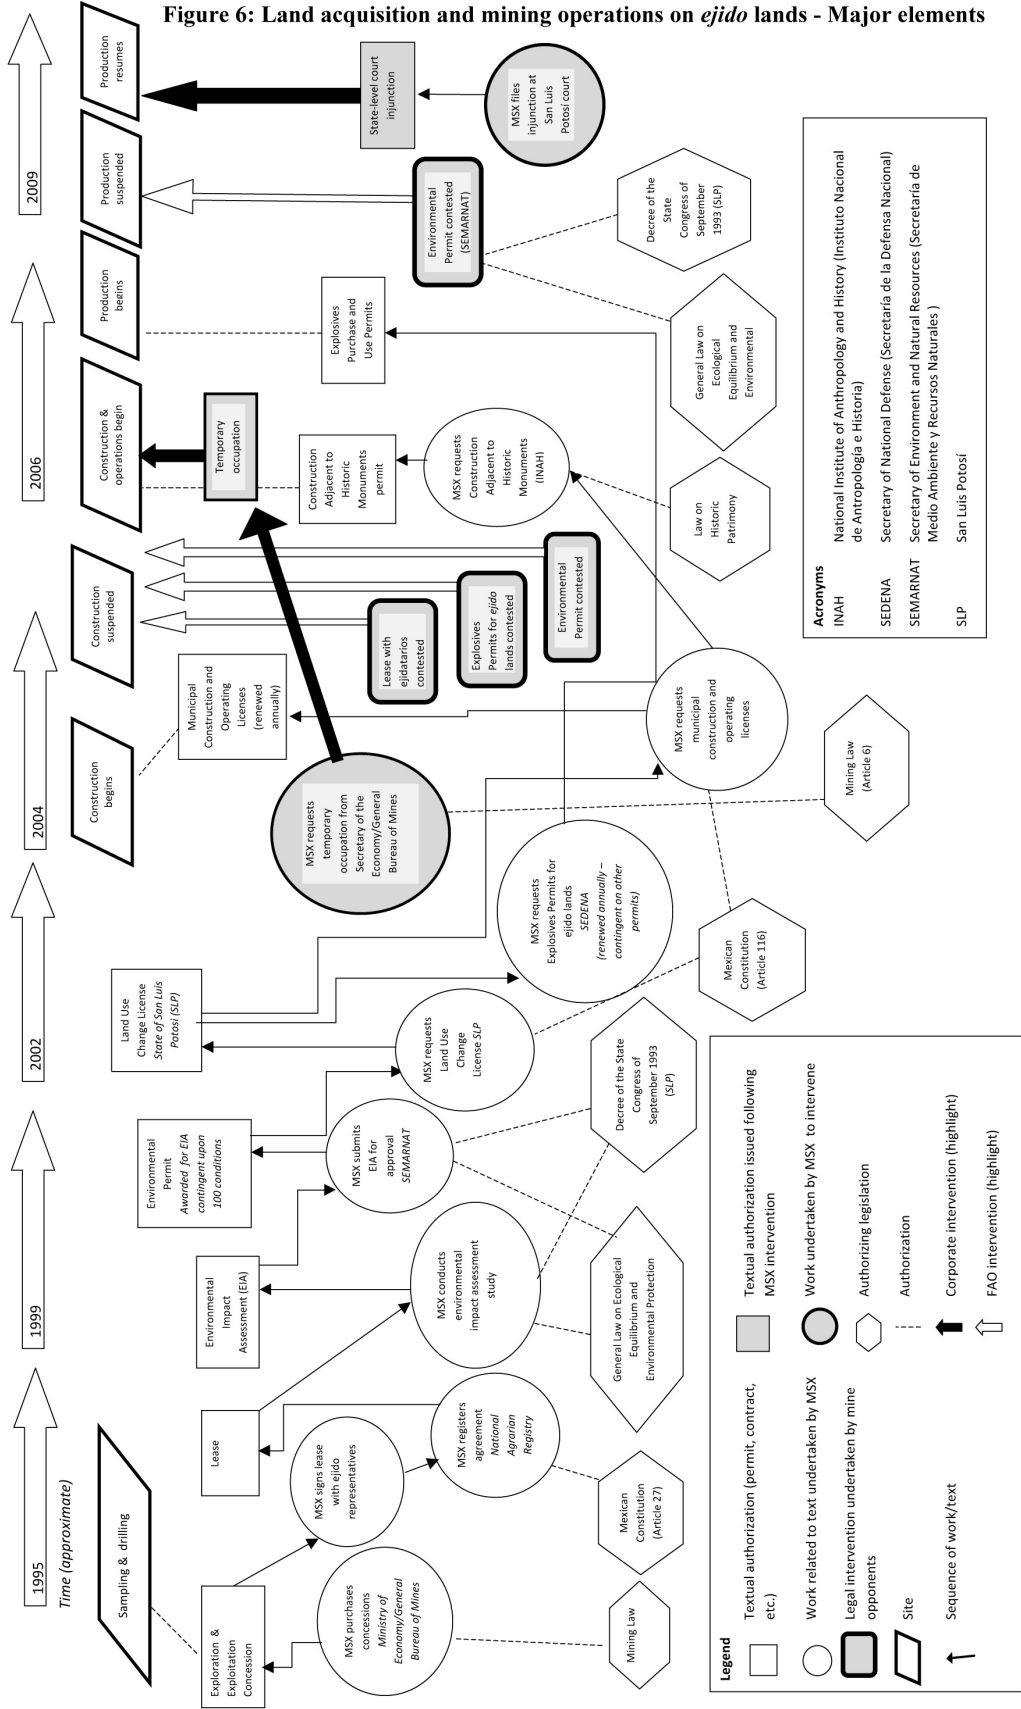 Figure 6: Land acquisition and mining operations on ejido lands - Major elements
1995
1999
2002
2004
2006
2009
Time (approximate)
Sampling & drilling
Construction
begins
Construction
suspended
Construction &
operations begin
Production
begins
Production
suspended
Production
resumes
Exploration &
Exploitation
Concession
MSX purchases
concessions
Ministry of
Economy/General
Bureau of Mines
Mining Law
MSX signs lease
with ejido
representatives
Lease
MSX registers
agreement
National
Agrarian
Registry
Mexican
Constitution
(Article 27)
Environmental
Impact
Assessment (EIA)
MSX conducts
environmental
impact assessment
study
General Law on Ecological
Equilibrium and
Environmental Protection
Environmental
Permit
Awarded for EIA
contingent upon
100 conditions
MSX submits
EIA for
approval
SEMARNAT
Decree of the State
Congress of
September 1993
(SLP)
Land Use
Change License
State of San Luis
Potosi (SLP)
MSX requests
Land Use
Change
License SLP
Mexican
Constitution
(Article 116)
MSX requests
Explosives Permits for
ejido lands
SEDENA
(renewed annually –
contingent on other
permits)
MSX requests
temporary
occupation from
Secretary of the
Economy/General
Bureau of Mines
Mining Law
(Article 6)
Municipal
Construction and
Operating
Licenses
(renewed
annually)
MSX requests
municipal
construction and
operating
licenses
Lease with
ejidatarios
contested
Explosives
Permits for ejido
lands contested
Environmental
Permit contested
Temporary
occupation
Construction
Adjacent to
Historic
Monuments
permit
MSX requests
Construction
Adjacent to
Historic
Monuments
(INAH)
Law on
Historic
Patrimony
Explosives
Purchase and
Use Permits
General Law on
Ecological
Equilibrium and
Environmental
Environmental
Permit contested
(SEMARNAT)
Decree of the
State
Congress of
September
1993 (SLP)
State-level court
injunction
MSX files
injunction at
San Luis
Potosí court
Legend
Textual authorization (permit, contract,
etc.)
Work related to text undertaken by MSX
Legal intervention undertaken by mine
opponents
Site
Sequence of work/text
Textual authorization issued following
MSX intervention
Work undertaken by MSX to intervene
Authorizing legislation
Authorization
Corporate intervention (highlight)
FAO intervention (highlight)
Acronyms
INAH National Institute of Anthropology and History (Instituto Nacional
de Antropología e Historia)
SEDENA Secretary of National Defense (Secretaría de la Defensa Nacional)
SEMARNAT Secretary of Environment and Natural Resources (Secretaría de
Medio Ambiente y Recursos Naturales )
SLP San Luis Potosí